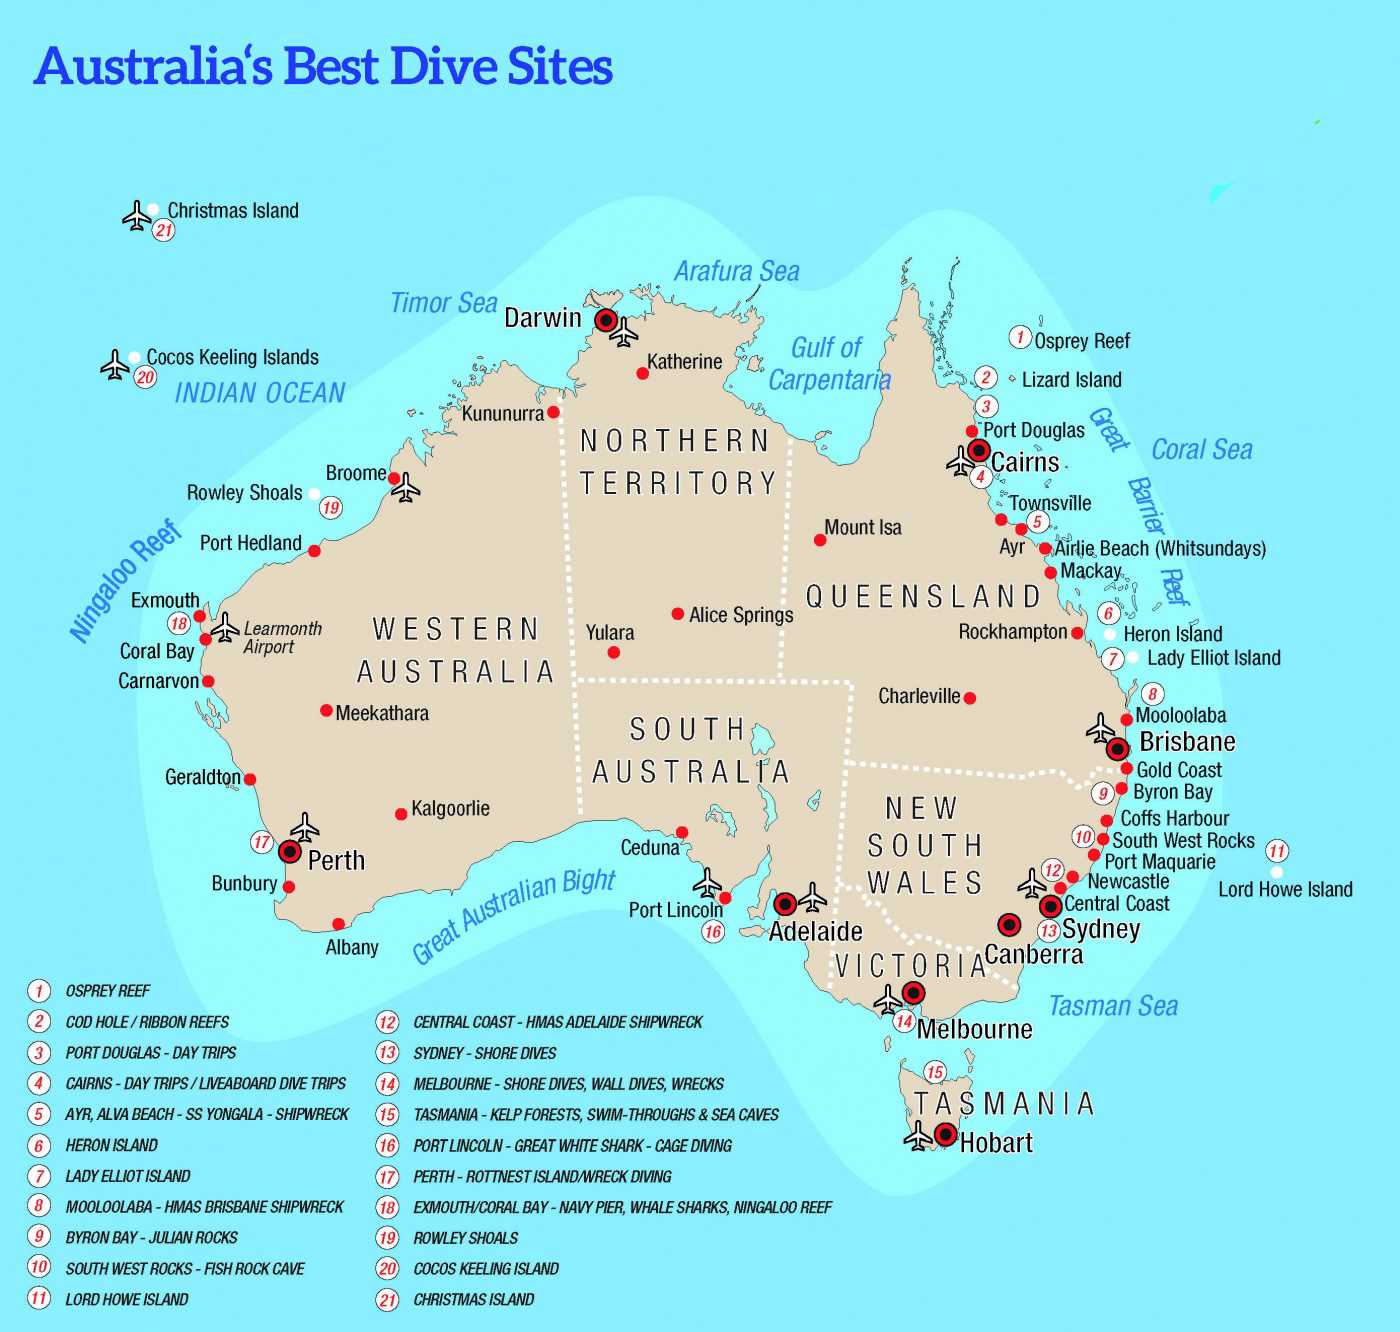 Australia‘s Best Dive Sites
Christmas Island
21
Arafura Sea
Timor Sea
Darwin
Osprey Reef
1
Gulf of
Carpentaria
Cocos Keeling Islands
20
INDIAN OCEAN
Katherine
2
Lizard Island
3
Kununurra
Port Douglas
Great
Barrier
Reef
Coral Sea
NORTHERN
TERRITORY
Cairns
4
Broome
Rowley Shoals
19
Townsville
5
Mount Isa
Ayr
Airlie Beach (Whitsundays)
Port Hedland
Ningaloo Reef
Mackay
QUEENSLAND
Exmouth
18
Learmonth
Airport
Coral Bay
Alice Springs
Yulara
6
Rockhampton
Heron Island
7
Lady Elliot Island
WESTERN
AUSTRALIA
Carnarvon
Meekathara
Charleville
8
Mooloolaba
Brisbane
SOUTH
AUSTRALIA
Geraldton
Gold Coast
9
Byron Bay
Kalgoorlie
NEW
SOUTH
WALES
Coffs Harbour
10
South West Rocks
Port Maquarie
11
Lord Howe Island
17
Perth
Ceduna
12
Newcastle
Central Coast
Bunbury
Great Australian Bight
Port Lincoln
16
Adelaide
13
Sydney
Canberra
Albany
VICTORIA
Tasman Sea
14
Melbourne
15
TASMANIA
Hobart
1 OSPREY REEF
2 COD HOLE / RIBBON REEFS
3 PORT DOUGLAS - DAY TRIPS
4 CAIRNS - DAY TRIPS / LIVEABOARD DIVE TRIPS
5 AYR, ALVA BEACH - SS YONGALA - SHIPWRECK
6 HERON ISLAND
7 LADY ELLIOT ISLAND
8 MOOLOOLABA - HMAS BRISBANE SHIPWRECK
9 BYRON BAY - JULIAN ROCKS
10 SOUTH WEST ROCKS - FISH ROCK CAVE
11 LORD HOWE ISLAND
12 CENTRAL COAST - HMAS ADELAIDE SHIPWRECK
13 SYDNEY - SHORE DIVES
14 MELBOURNE - SHORE DIVES, WALL DIVES, WRECKS
15 TASMANIA - KELP FORESTS, SWIM-THROUGHS & SEA CAVES
16 PORT LINCOLN - GREAT WHITE SHARK - CAGE DIVING
17 PERTH - ROTTNEST ISLAND/WRECK DIVING
18 EXMOUTH/CORAL BAY - NAVY PIER, WHALE SHARKS, NINGALOO REEF
19 ROWLEY SHOALS
20 COCOS KEELING ISLAND
21 CHRISTMAS ISLAND